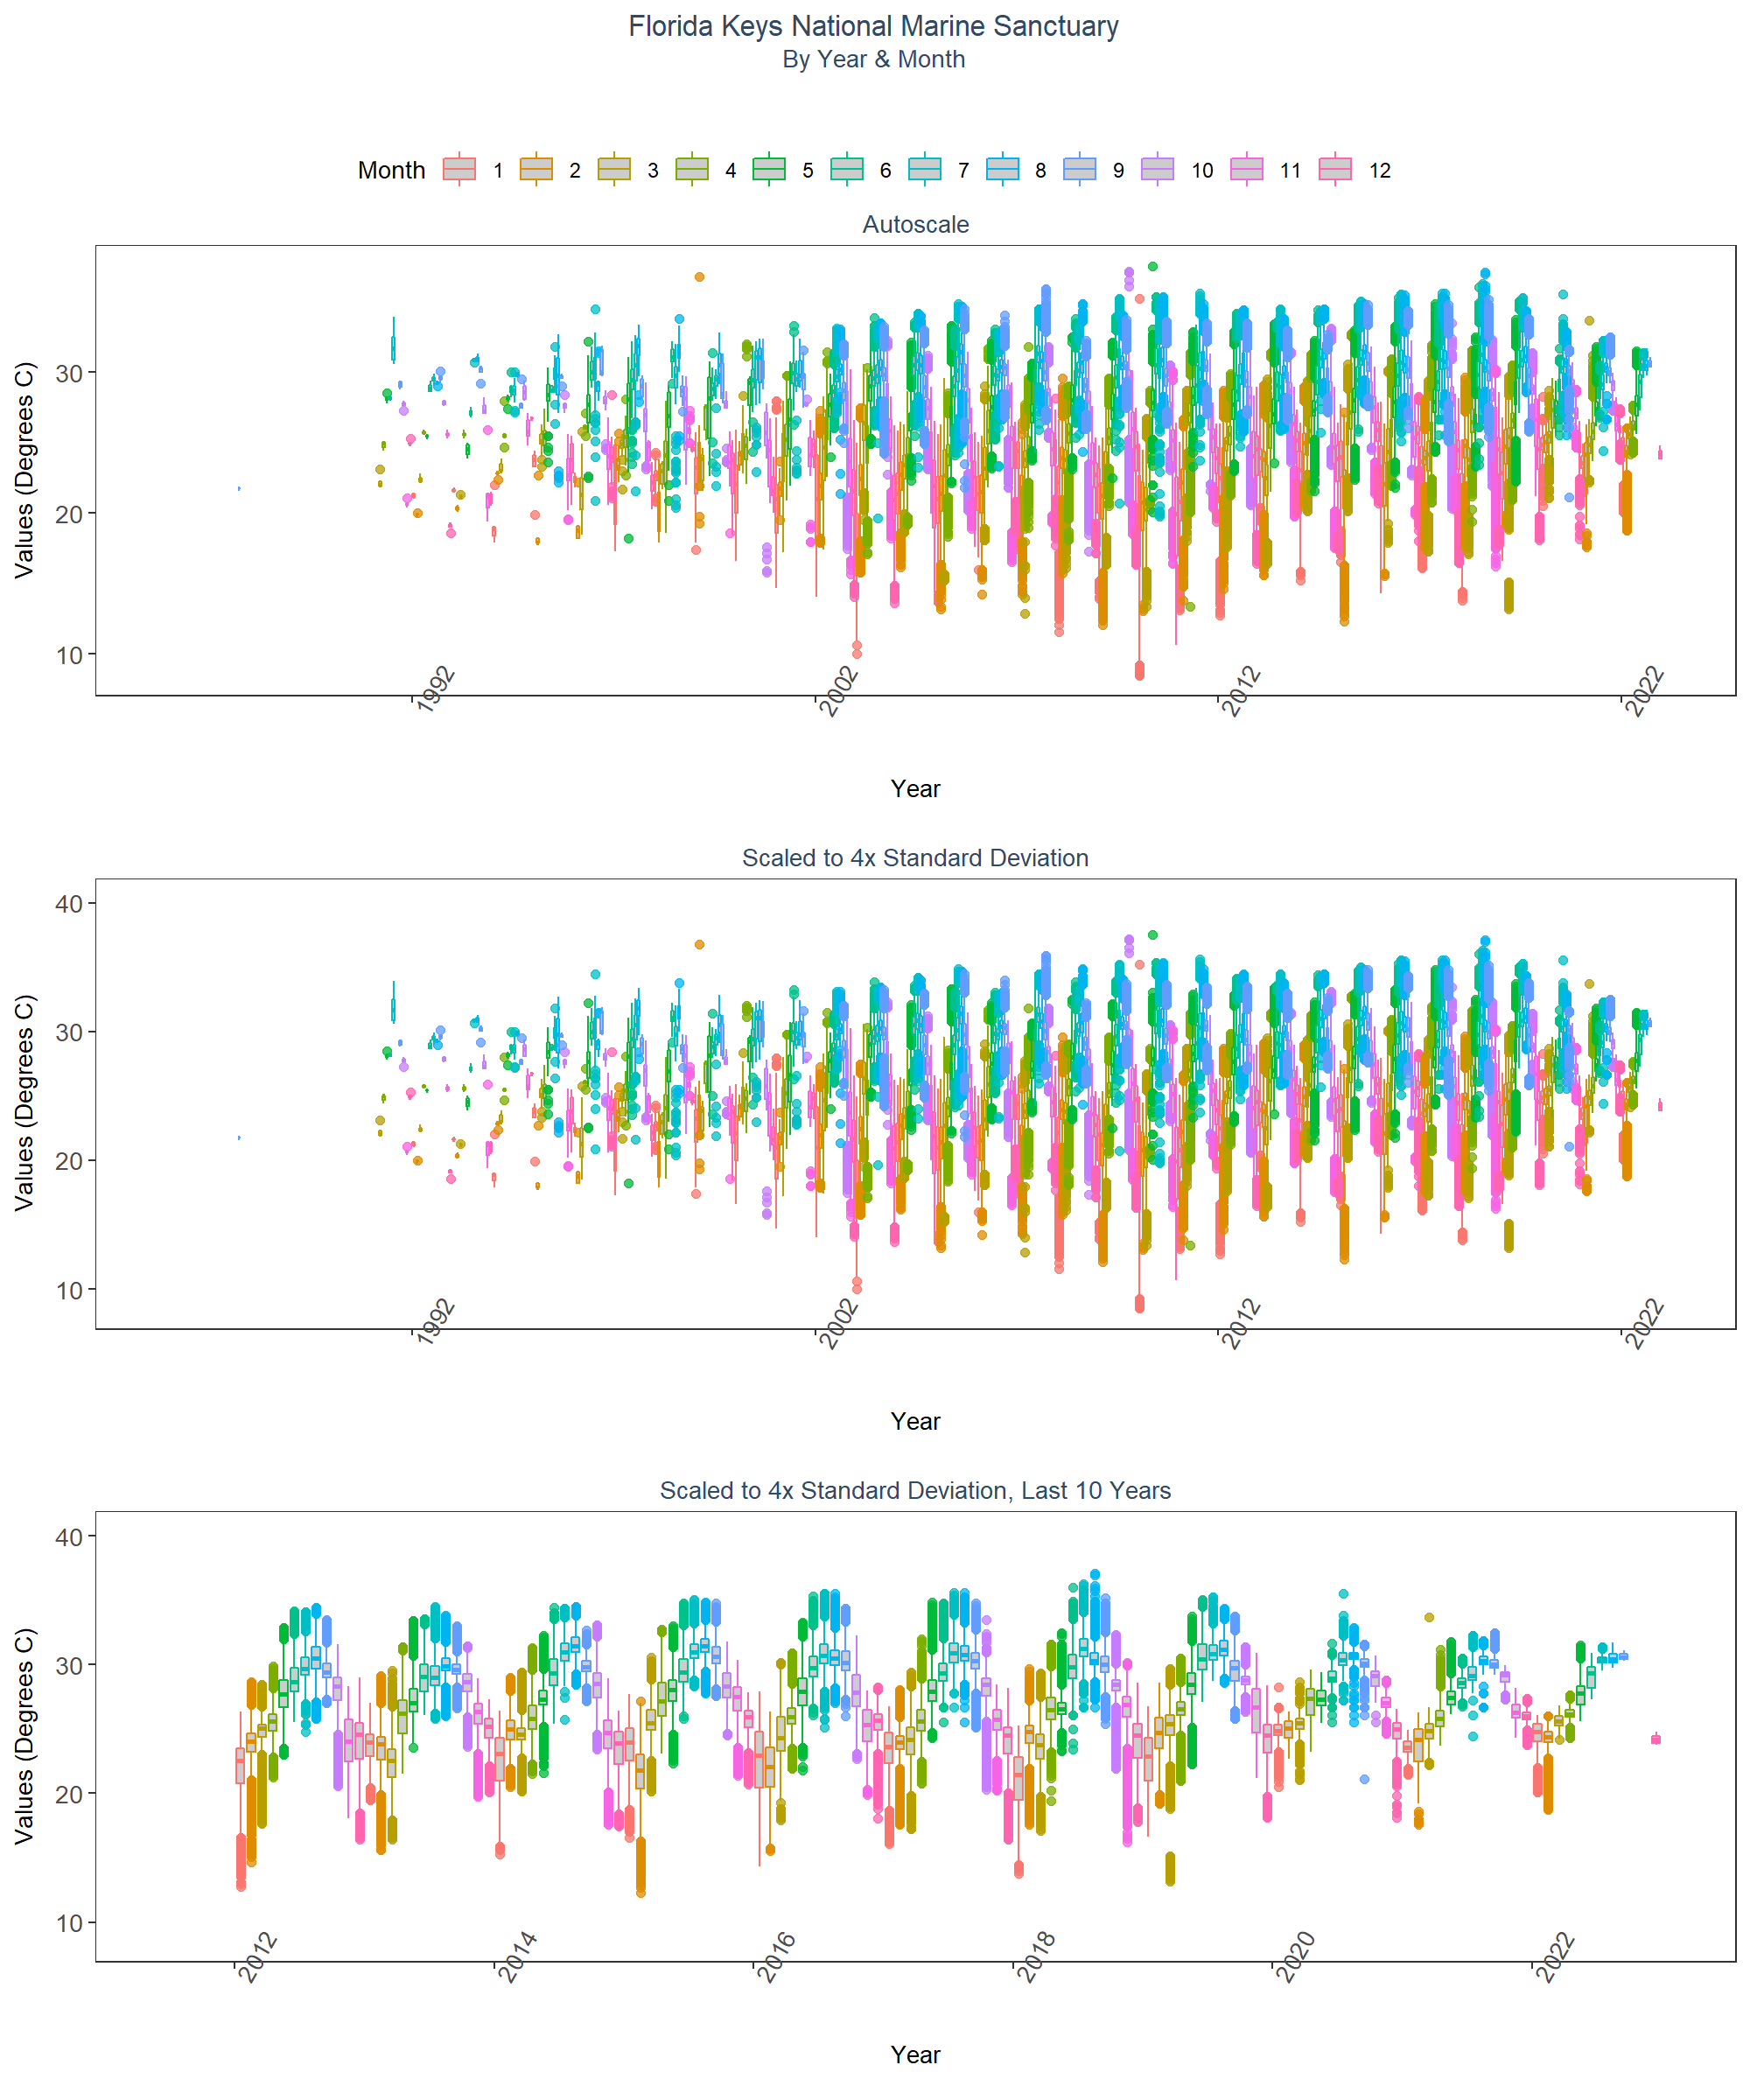 Florida Keys National Marine Sanctuary
By Year & Month
Month 1 2 3 4 5 6 7 8 9 10 11 12
Autoscale
Values (Degrees C)
30
20
10
1992 2002 2012 2022
Year
Scaled to 4x Standard Deviation
Values (Degrees C)
40
30
20
10
1992 2002 2012 2022
Year
Scaled to 4x Standard Deviation, Last 10 Years
Values (Degrees C)
40
30
20
10
2012 2014 2016 2018 2020 2022
Year